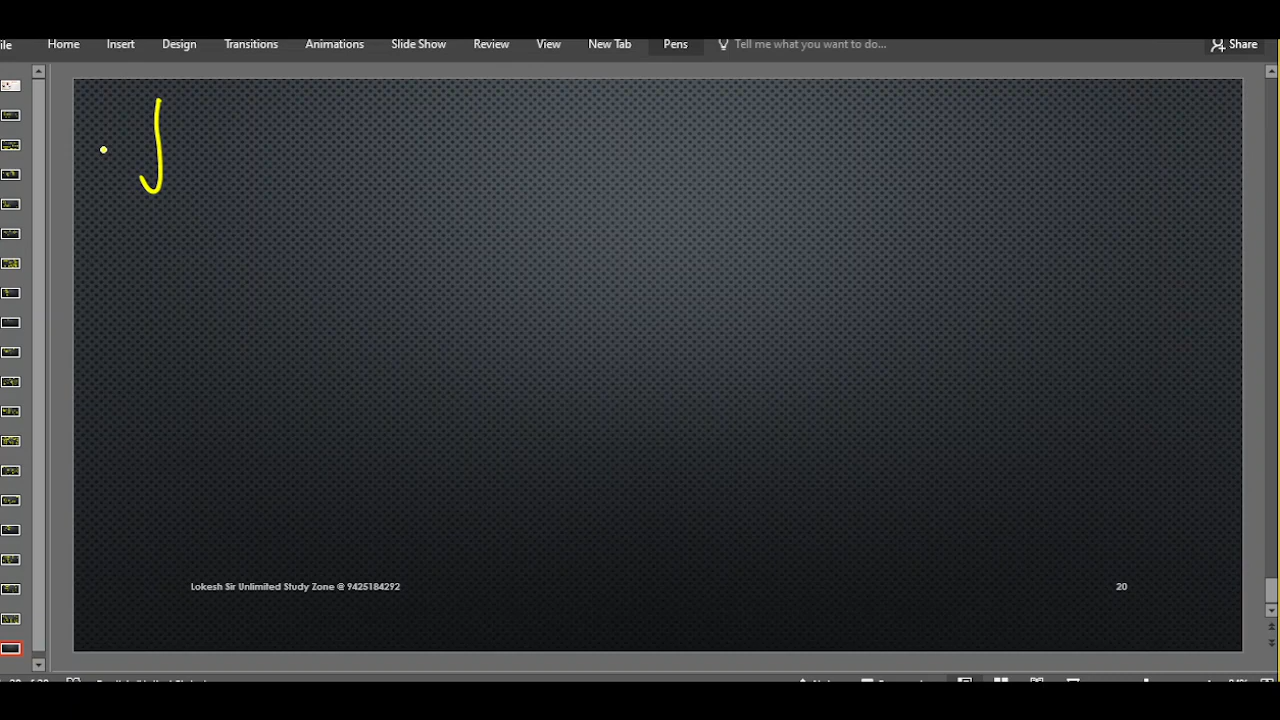 ile Home Insert Design Transitions Animations Slide Show Review View New Tab Pens Tell me what you want to do... Share
J
Lokesh Sir Unlimited Study Zone @ 9425184292 20